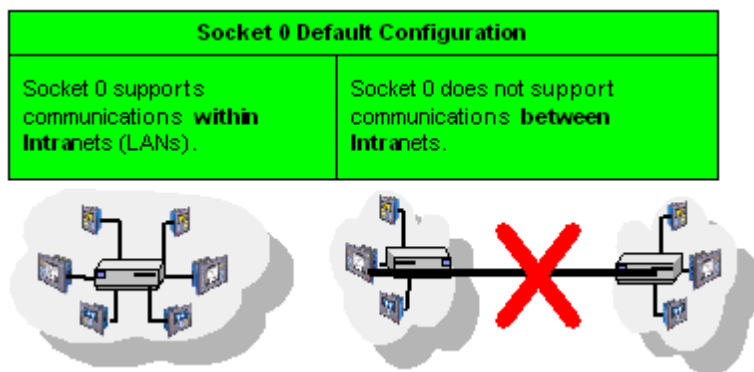 Socket 0 Default Configuration
Socket 0 supports
communications within
Intranets (LANs).
Socket 0 does not support
communications between
Intranets.